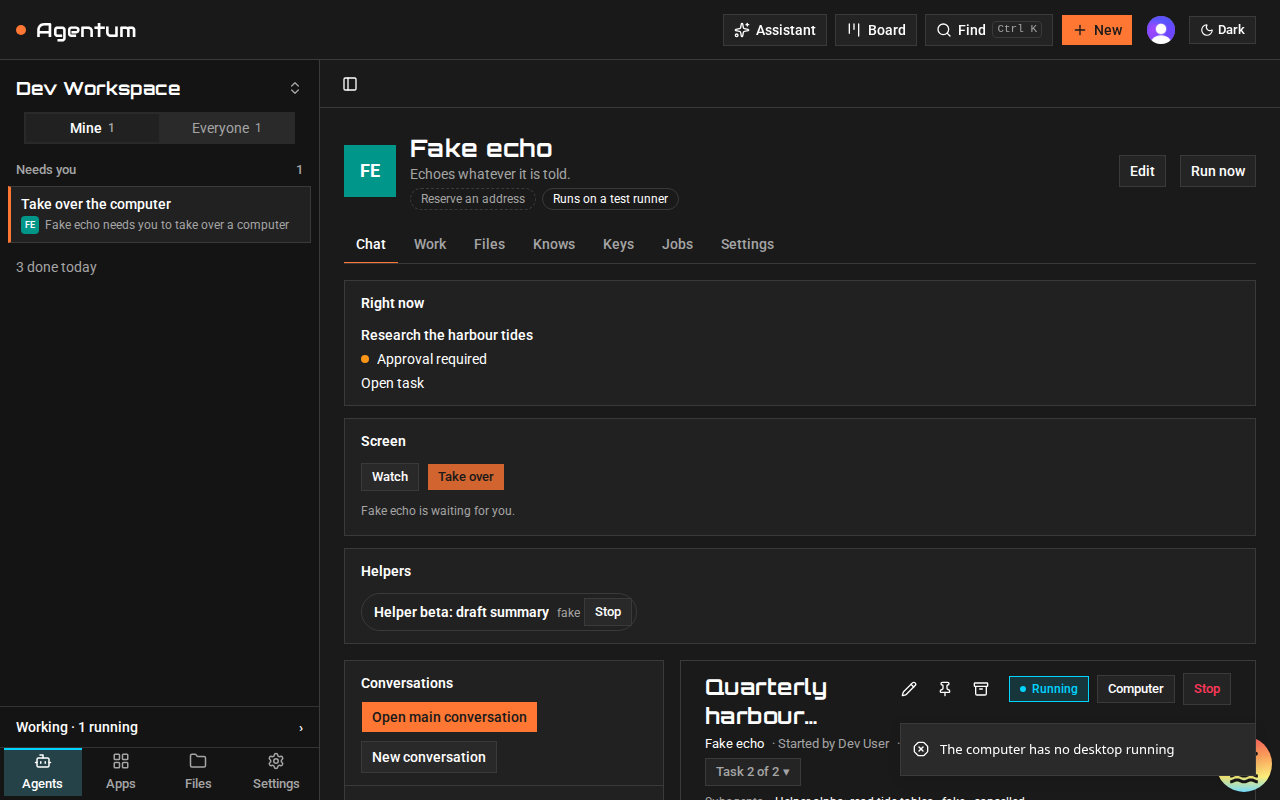 Agentum
Assistant
Board
Find Ctrl K
New
Dark
Dev Workspace
Mine 1
Everyone 1
Needs you 1
Take over the computer
FE Fake echo needs you to take over a computer
3 done today
Working · 1 running ›
Agents
Apps
Files
Settings
FE
Fake echo
Echoes whatever it is told.
Reserve an address
Runs on a test runner
Edit
Run now
Chat
Work
Files
Knows
Keys
Jobs
Settings
Right now
Research the harbour tides
Approval required
Open task
Screen
Watch
Take over
Fake echo is waiting for you.
Helpers
Helper beta: draft summary fake Stop
Conversations
Open main conversation
New conversation
Quarterly
harbour...
Running
Computer
Stop
Fake echo · Started by Dev User ·
Task 2 of 2 ▾
The computer has no desktop running